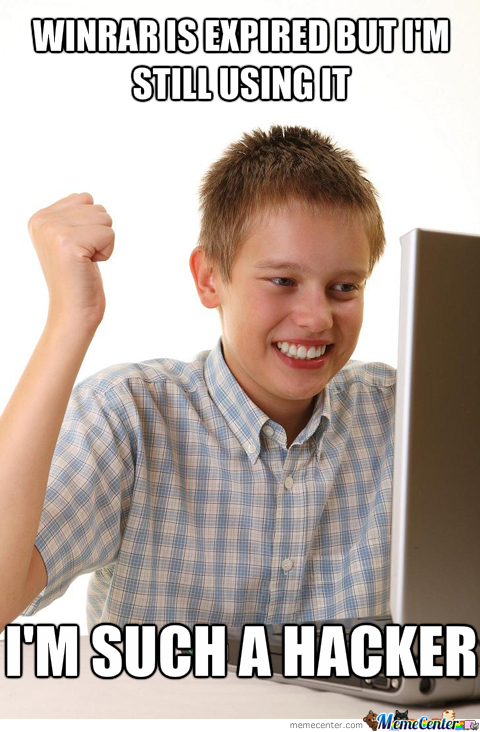 WINRAR IS EXPIRED BUT I'M
STILL USING IT
I'M SUCH A HACKER
memecenter.com MemeCenter